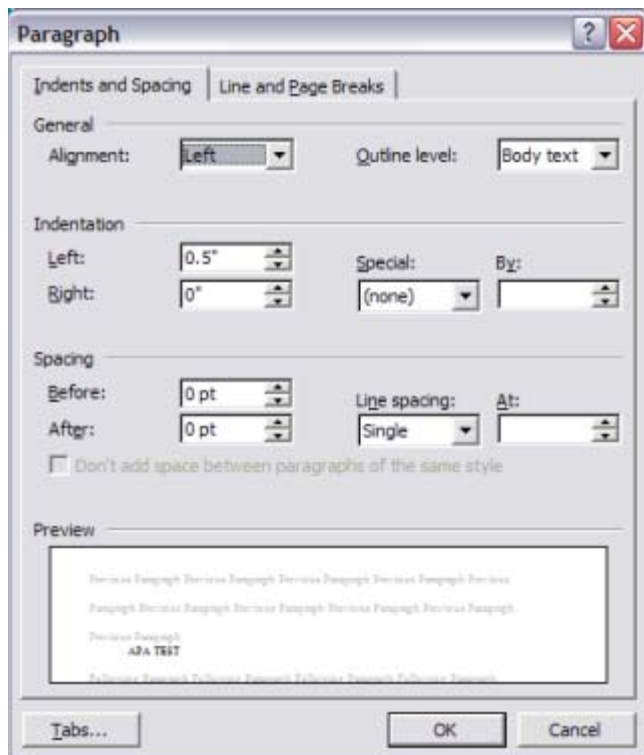 Paragraph
Indents and Spacing Line and Page Breaks
General
Alignment: Left Outline level: Body text
Indentation
Left: 0.5" Special: By:
Right: 0" (none)
Spacing
Before: 0 pt Line spacing: At:
After: 0 pt Single
Don't add space between paragraphs of the same style
Preview
Previous Paragraph Previous Paragraph Previous Paragraph Previous Paragraph Previous
Paragraph Previous Paragraph Previous Paragraph Previous Paragraph Previous Paragraph
Previous Paragraph
APA TEST
Following Paragraph Following Paragraph Following Paragraph Following Paragraph
Tabs... OK Cancel